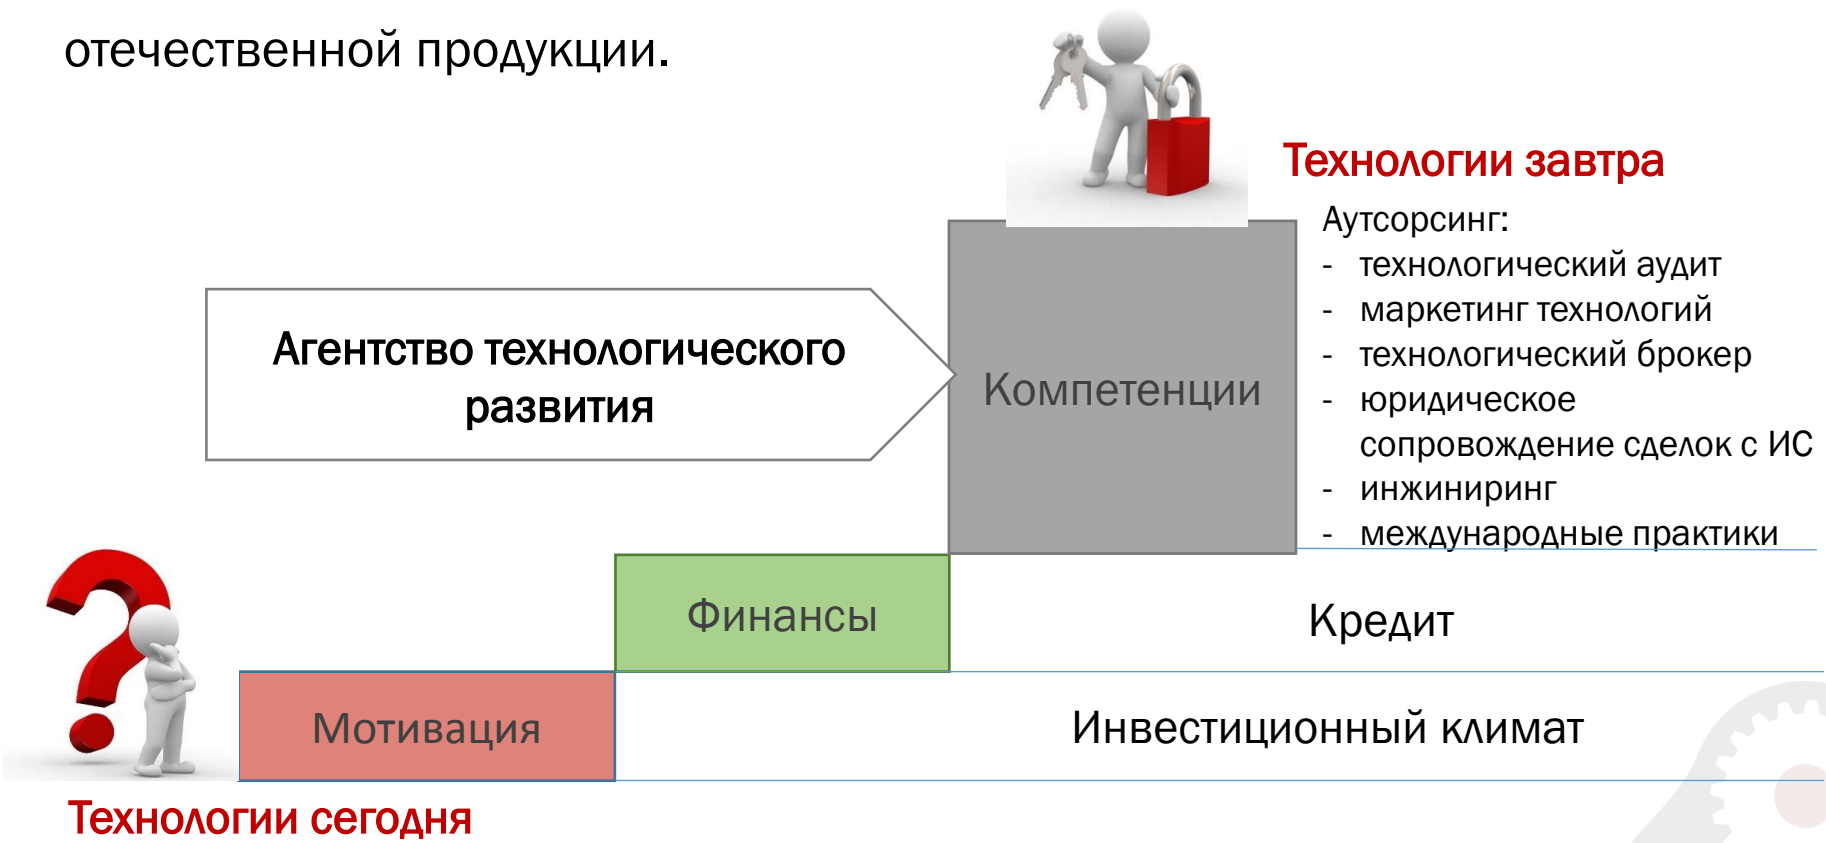 отечественной продукции.
Технологии завтра
Аутсорсинг:
- технологический аудит
- маркетинг технологий
- технологический брокер
- юридическое
сопровождение сделок с ИС
- инжиниринг
- международные практики
Агентство технологического
развития
Компетенции
Финансы
Кредит
Мотивация
Инвестиционный климат
Технологии сегодня